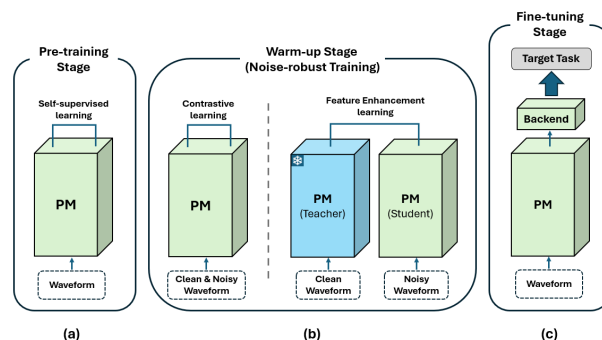 Pre-training
Stage
Self-supervised
learning
PM
Waveform
(a)
Warm-up Stage
(Noise-robust Training)
Contrastive
learning
PM
Clean & Noisy
Waveform
Feature Enhancement
learning
PM
(Teacher)
Clean
Waveform
PM
(Student)
Noisy
Waveform
(b)
Fine-tuning
Stage
Target Task
Backend
PM
Waveform
(c)